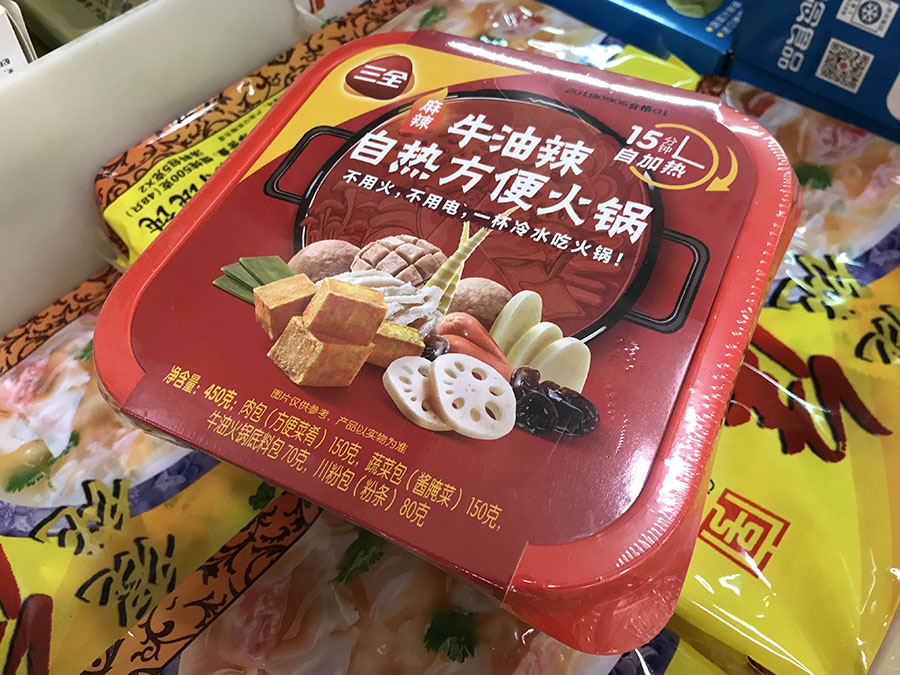 三全
麻辣
牛油辣
自热方便火锅
不用火，不用电，一杯冷水吃火锅！
15分钟
自加热
图片仅供参考，产品以实物为准
净含量：450克；肉包（方便菜肴）150克，蔬菜包（酱腌菜）150克，
牛油火锅底料包70克，川粉包（粉条）80克